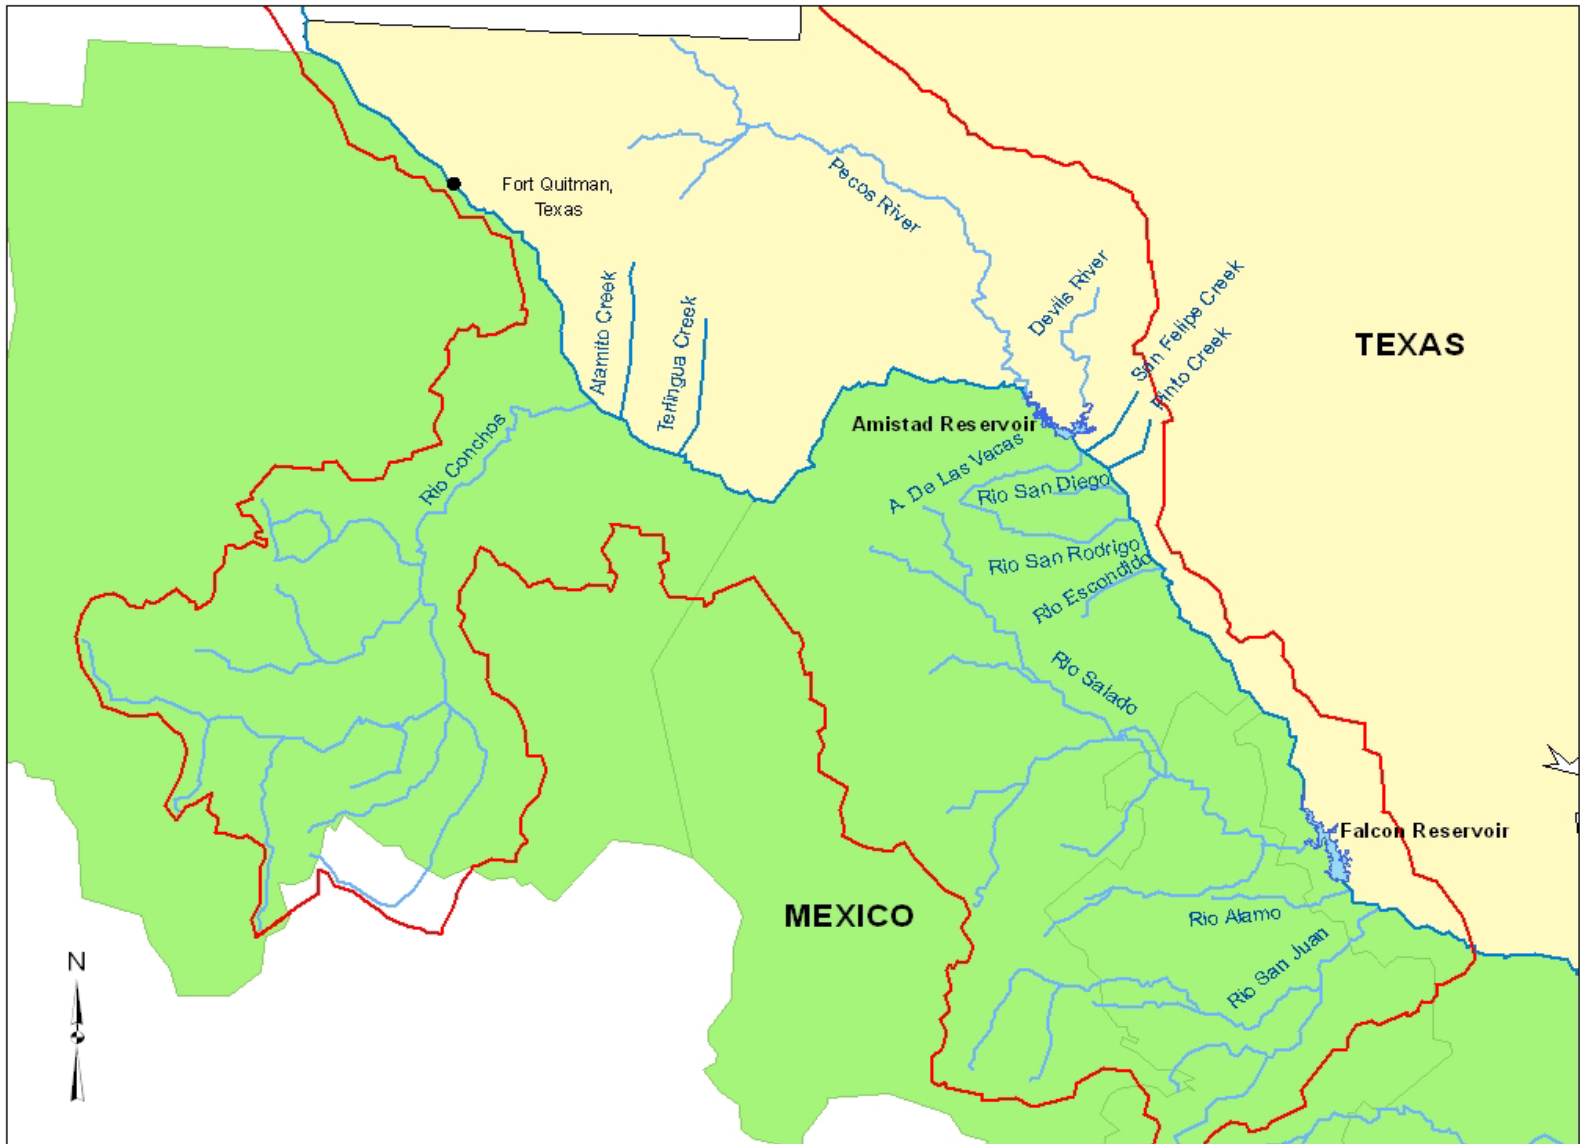 Fort Quitman,
Texas
Pecos River
Alamito Creek
Terlingua Creek
Devils River
San Felipe Creek
Pinto Creek
TEXAS
Rio Conchos
Amistad Reservoir
A. De Las Vacas
Rio San Diego
Rio San Rodrigo
Rio Escondido
Rio Salado
Falcon Reservoir
MEXICO
Rio Alamo
Rio San Juan
N